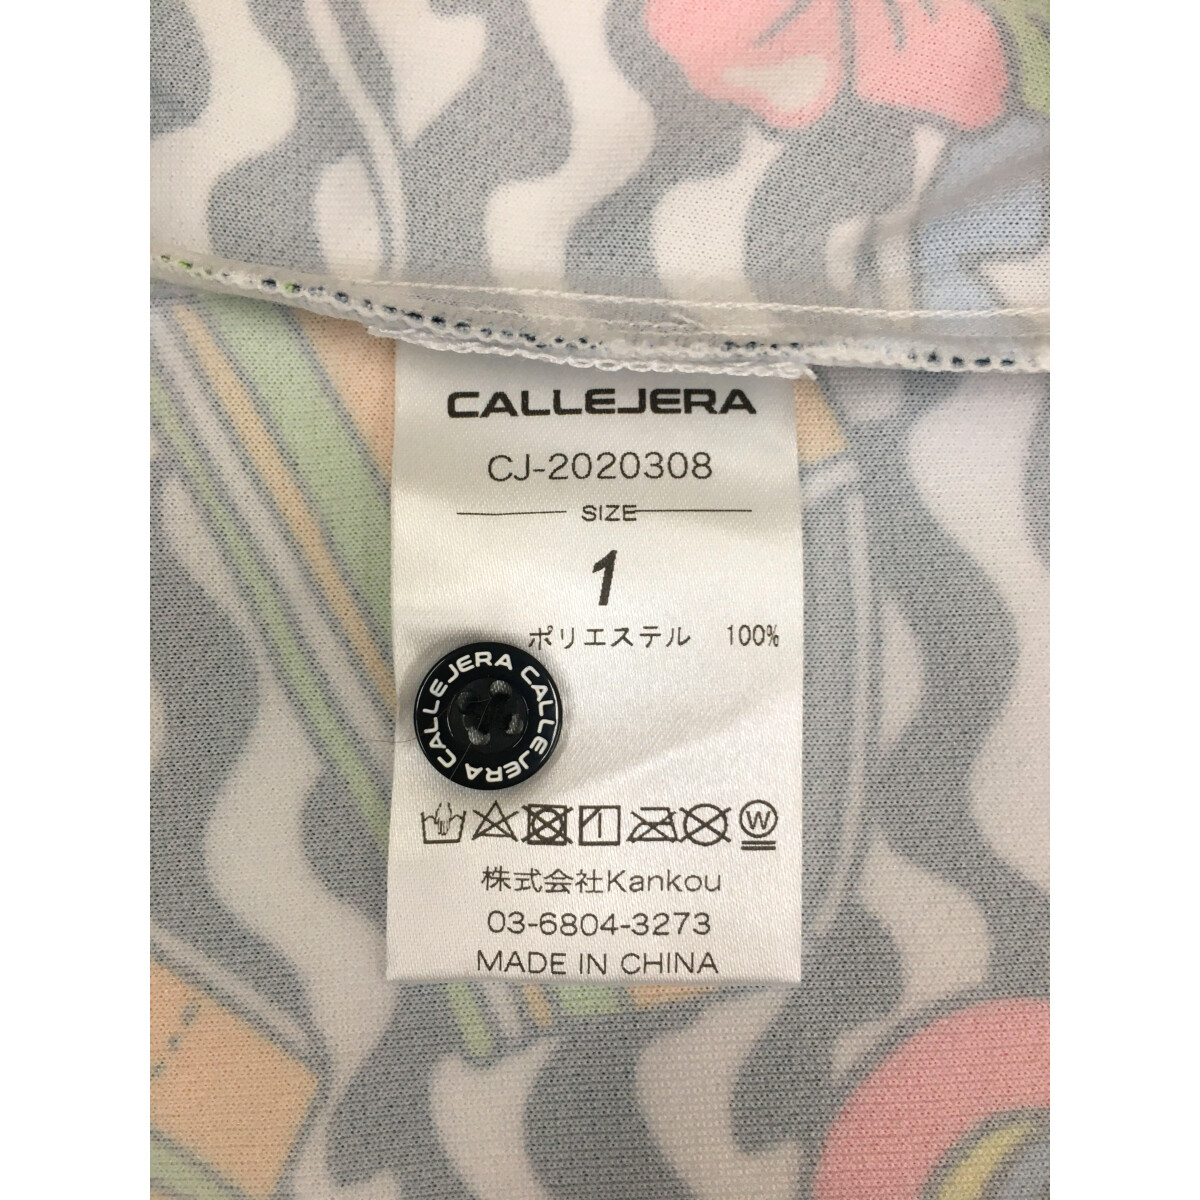 CALLEJERA
CJ-2020308
SIZE
1
ポリエステル 100%
CALLEJERA CALLEJERA
W
株式会社Kankou
03-6804-3273
MADE IN CHINA